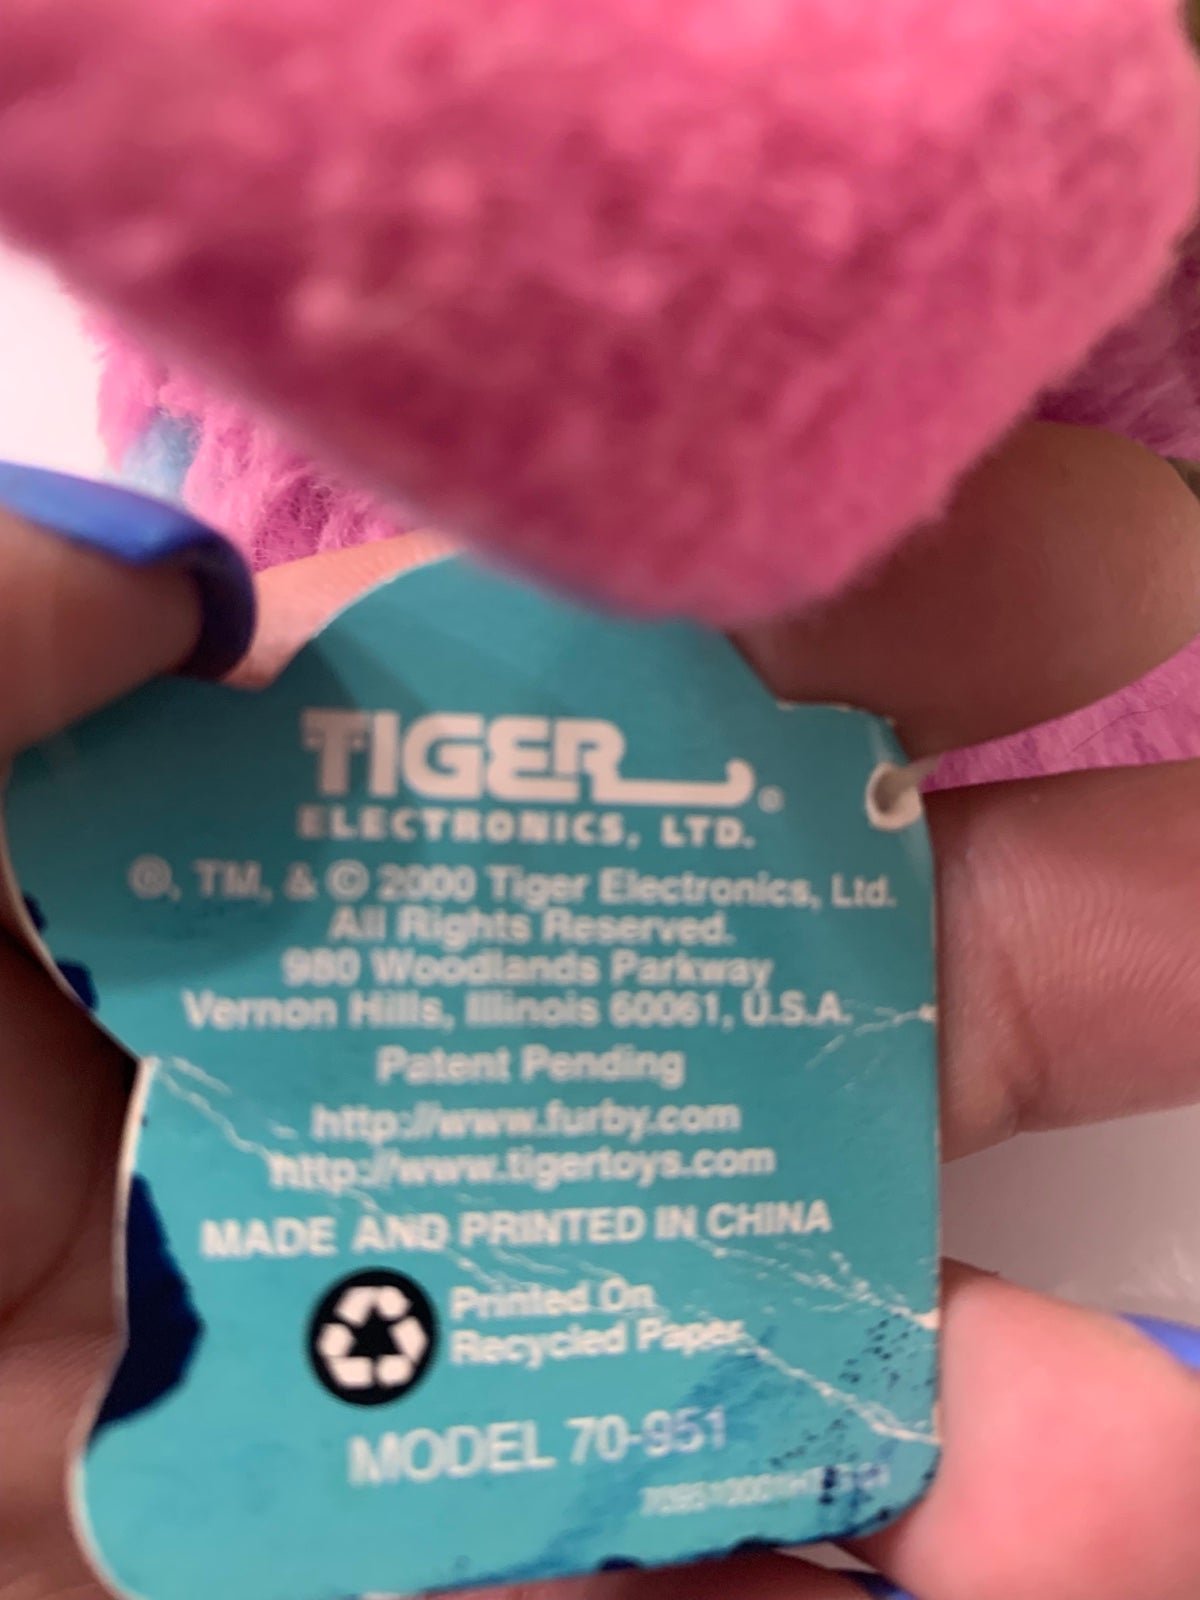 TIGER®
ELECTRONICS, LTD.
®, TM, & © 2000 Tiger Electronics, Ltd.
All Rights Reserved.
980 Woodlands Parkway
Vernon Hills, Illinois 60061, U.S.A.
Patent Pending
http://www.furby.com
http://www.tigertoys.com
MADE AND PRINTED IN CHINA
Printed On
Recycled Paper
MODEL 70-951